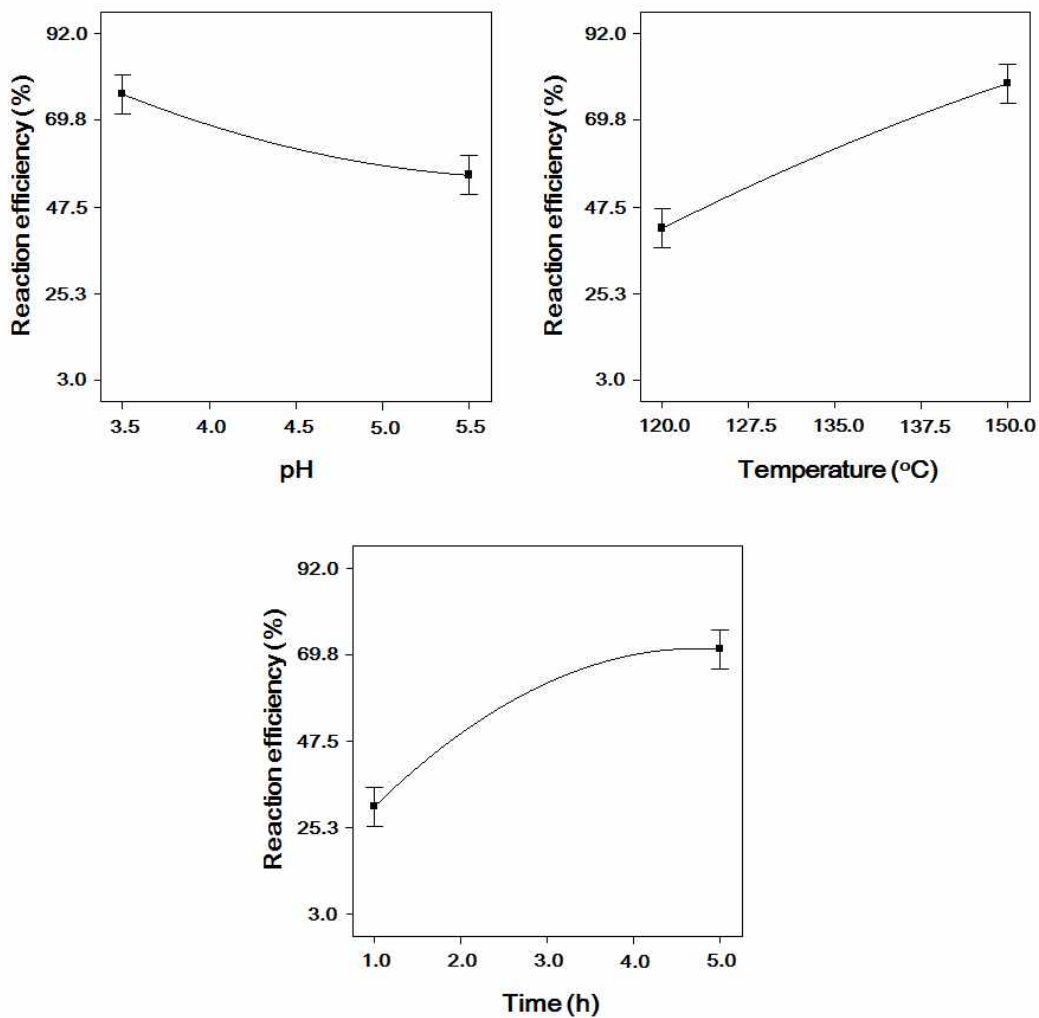 92.0
69.8
47.5
25.3
3.0
Reaction efficiency (%)
3.5 4.0 4.5 5.0 5.5
pH
92.0
69.8
47.5
25.3
3.0
Reaction efficiency (%)
120.0 127.5 135.0 137.5 150.0
Temperature (°C)
92.0
69.8
47.5
25.3
3.0
Reaction efficiency (%)
1.0 2.0 3.0 4.0 5.0
Time (h)